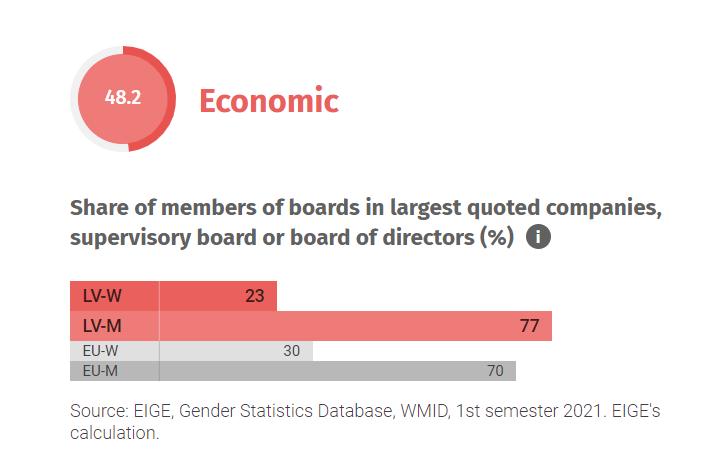 48.2
Economic
Share of members of boards in largest quoted companies,
supervisory board or board of directors (%) i
LV-W 23
LV-M 77
EU-W 30
EU-M 70
Source: EIGE, Gender Statistics Database, WMID, 1st semester 2021. EIGE's
calculation.